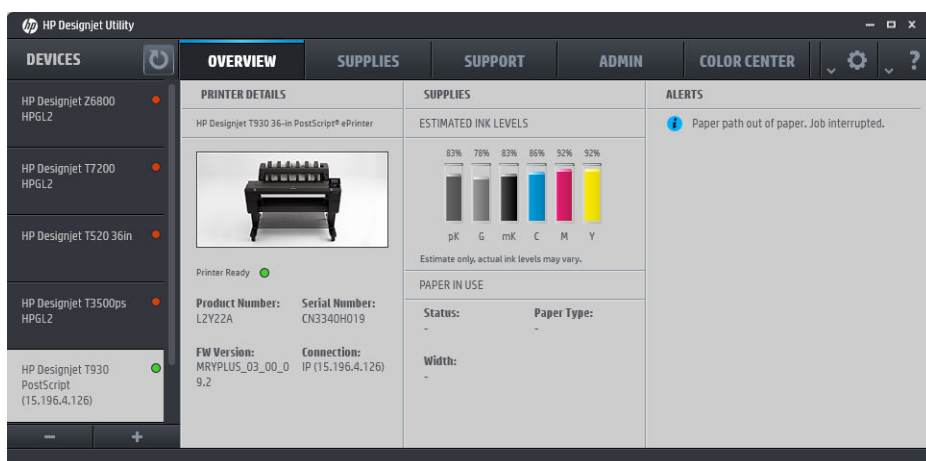 HP Designjet Utility
DEVICES
OVERVIEW
SUPPLIES
SUPPORT
ADMIN
COLOR CENTER
?
HP Designjet Z6800
HPGL2
HP Designjet T7200
HPGL2
HP Designjet T520 36in
HP Designjet T3500ps
HPGL2
HP Designjet T930
PostScript
(15.196.4.126)
PRINTER DETAILS
HP Designjet T930 36-in PostScript® ePrinter
Printer Ready
Product Number:
L2Y22A
Serial Number:
CN3340H019
FW Version:
MRYPLUS_03_00_0
9.2
Connection:
IP (15.196.4.126)
SUPPLIES
ESTIMATED INK LEVELS
83% 78% 83% 86% 92% 92%
pK G mK C M Y
Estimate only, actual ink levels may vary.
PAPER IN USE
Status:
-
Paper Type:
-
Width:
-
ALERTS
Paper path out of paper. Job interrupted.